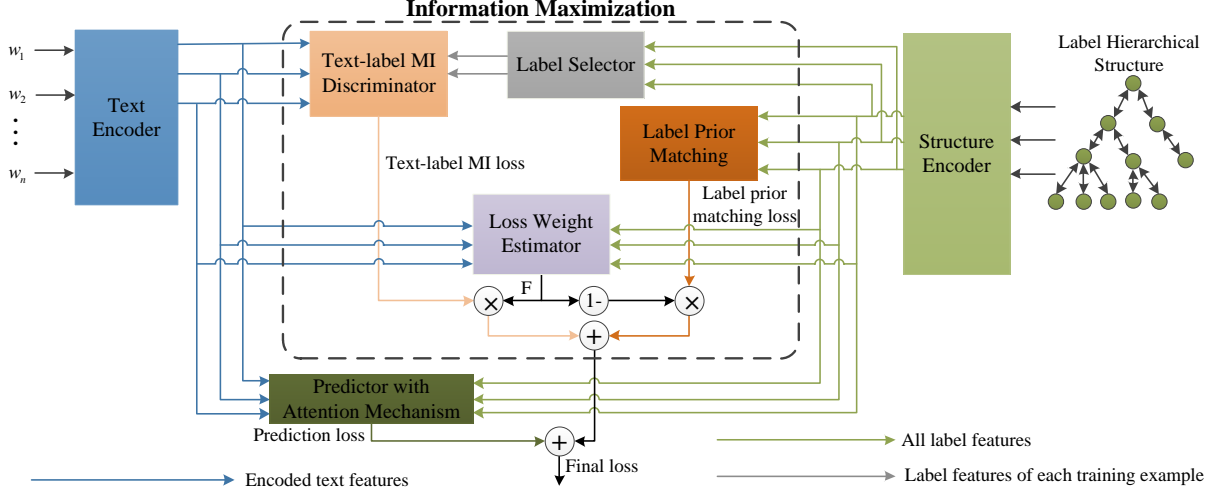 Information Maximization
w1
w2
wn
Text
Encoder
Text-label MI
Discriminator
Label Selector
Label Prior
Matching
Structure
Encoder
Label Hierarchical
Structure
Text-label MI loss
Label prior
matching loss
Loss Weight
Estimator
F
×
1-
×
+
Predictor with
Attention Mechanism
Prediction loss
+
Final loss
All label features
Encoded text features
Label features of each training example